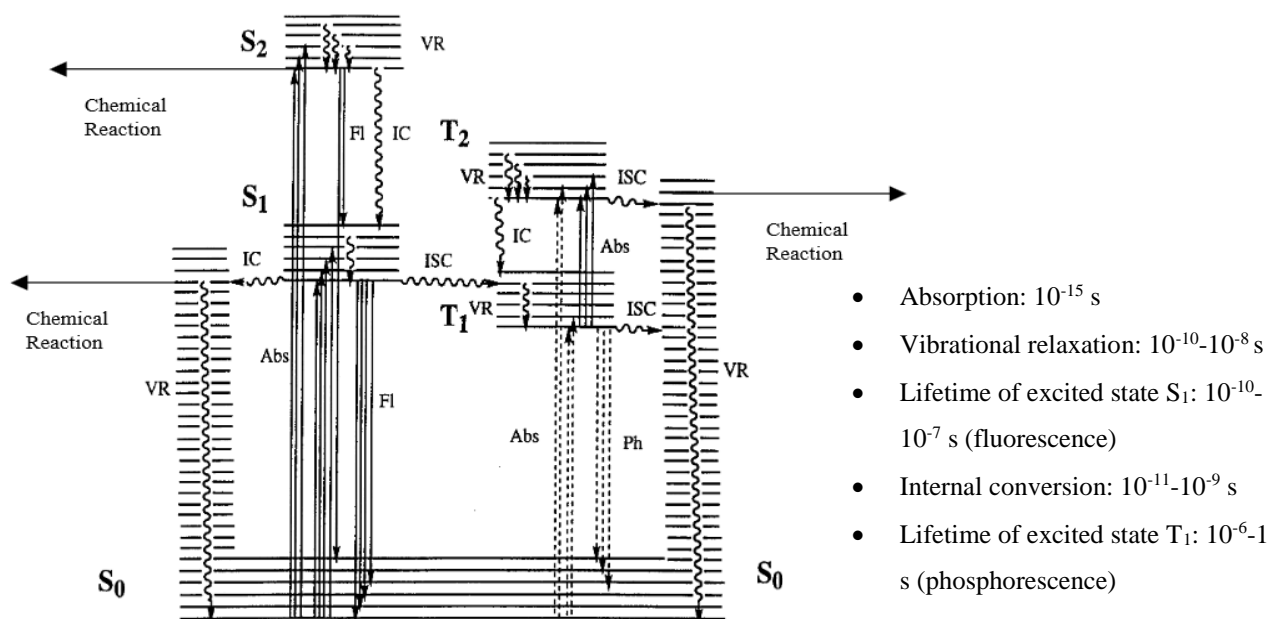 S₂
VR
Chemical
Reaction
Fl
IC
T₂
VR
ISC
S₁
IC
Abs
Chemical
Reaction
IC
ISC
T₁
VR
ISC
Chemical
Reaction
Abs
VR
Fl
Abs
Ph
VR
S₀
S₀
• Absorption: 10⁻¹⁵ s
• Vibrational relaxation: 10⁻¹⁰-10⁻⁸ s
• Lifetime of excited state S₁: 10⁻¹⁰-
10⁻⁷ s (fluorescence)
• Internal conversion: 10⁻¹¹-10⁻⁹ s
• Lifetime of excited state T₁: 10⁻⁶-1
s (phosphorescence)